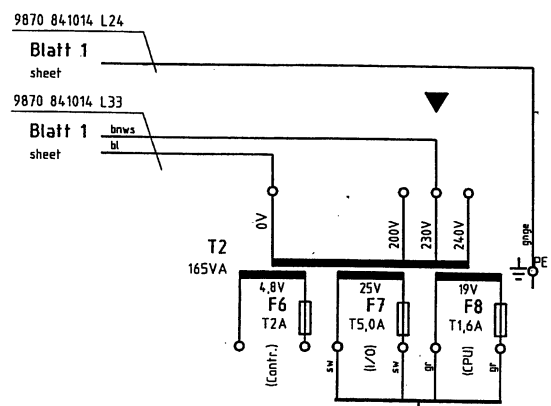 9870 841014 L24
Blatt 1
sheet
9870 841014 L33
Blatt 1
sheet
bnws
bl
0V
200V
230V
240V
gnge
PE
T2
165VA
4,8V
25V
19V
F6
F7
F8
T2A
T5,0A
T1,6A
(Contr.)
sw
(I/O)
sw
gr
(CPU)
gr